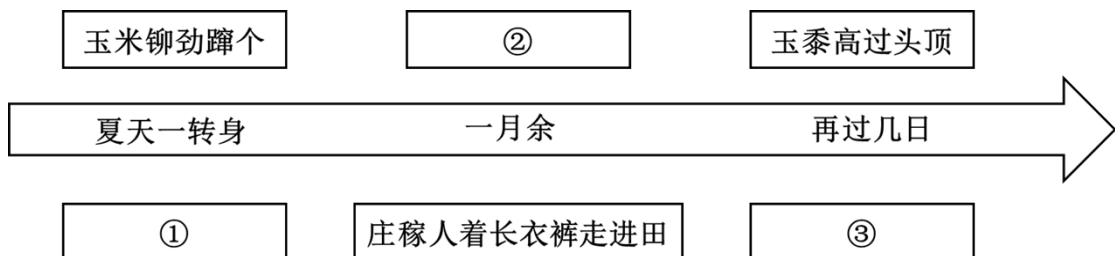 玉米铆劲蹿个 ② 玉黍高过头顶
夏天一转身 一月余 再过几日
① 庄稼人着长衣裤走进田 ③